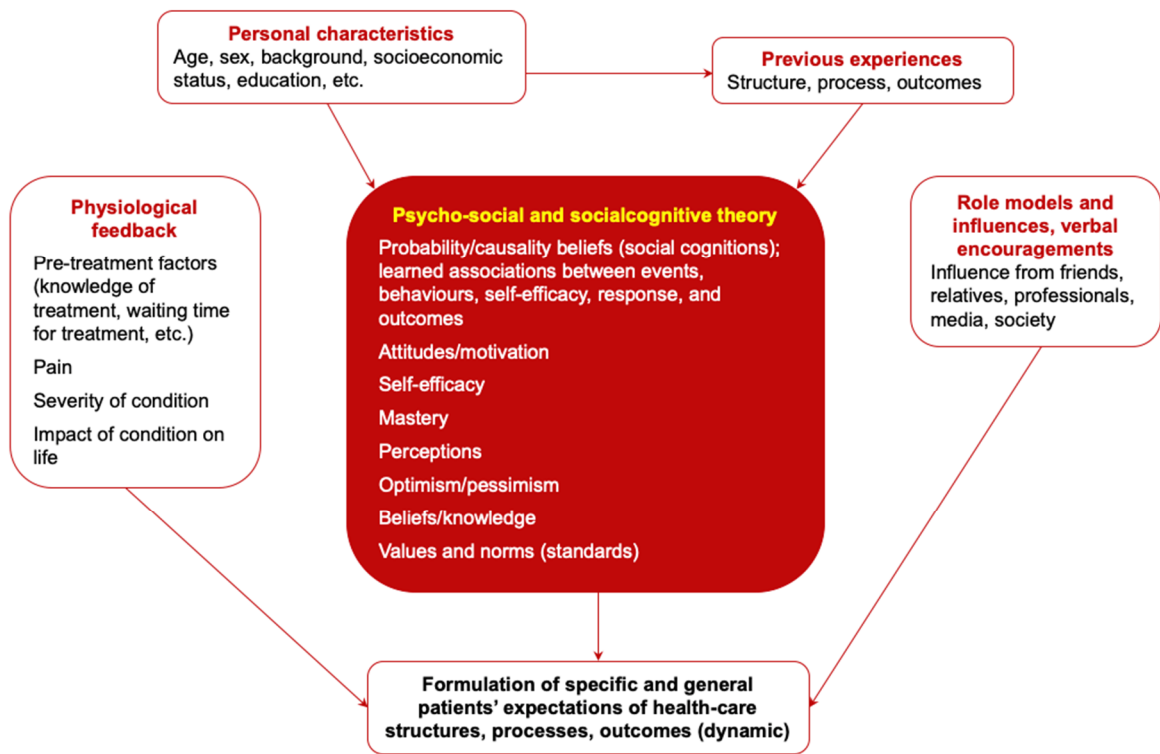 Personal characteristics
Age, sex, background, socioeconomic
status, education, etc.
Previous experiences
Structure, process, outcomes
Physiological
feedback
Pre-treatment factors
(knowledge of
treatment, waiting time
for treatment, etc.)
Pain
Severity of condition
Impact of condition on
life
Psycho-social and socialcognitive theory
Probability/causality beliefs (social cognitions);
learned associations between events,
behaviours, self-efficacy, response, and
outcomes
Attitudes/motivation
Self-efficacy
Mastery
Perceptions
Optimism/pessimism
Beliefs/knowledge
Values and norms (standards)
Role models and
influences, verbal
encouragements
Influence from friends,
relatives, professionals,
media, society
Formulation of specific and general
patients’ expectations of health-care
structures, processes, outcomes (dynamic)